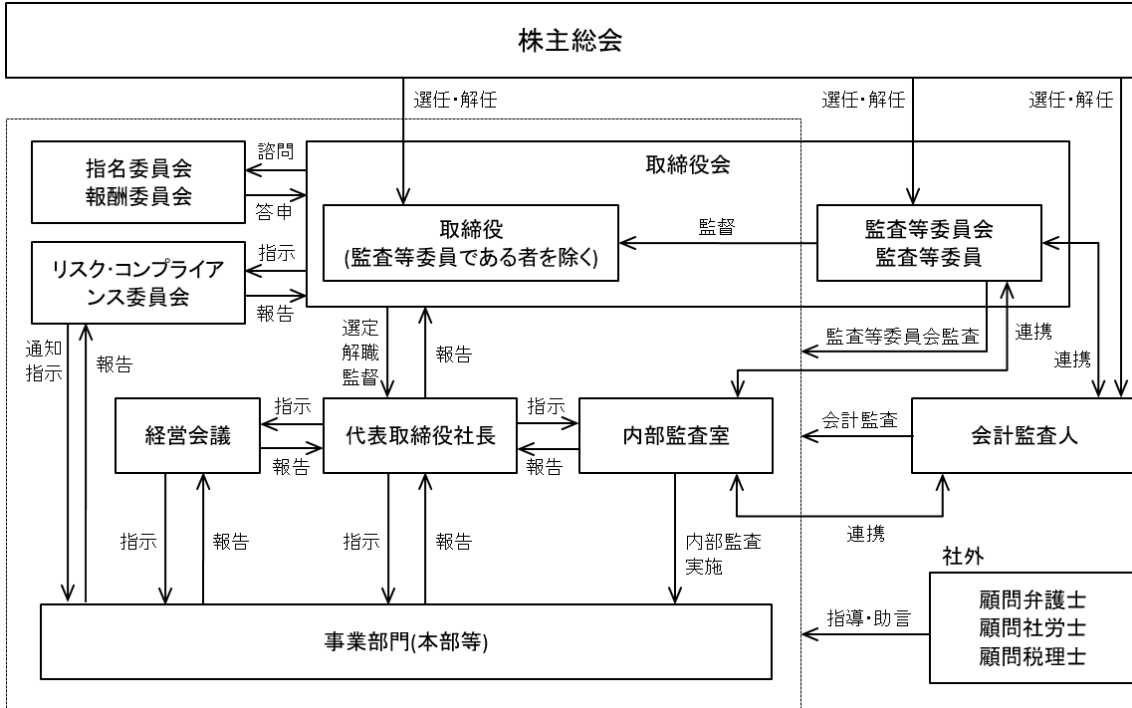 株主総会
選任・解任
選任・解任
選任・解任
指名委員会
報酬委員会
諮問
答申
取締役会
取締役
(監査等委員である者を除く)
監督
監査等委員会
監査等委員
リスク・コンプライア
ンス委員会
指示
報告
通知
指示
報告
選定
解職
監督
報告
監査等委員会監査
連携
連携
経営会議
指示
報告
代表取締役社長
指示
報告
内部監査室
会計監査
会計監査人
指示
報告
指示
報告
内部監査
実施
連携
社外
顧問弁護士
顧問社労士
顧問税理士
指導・助言
事業部門(本部等)